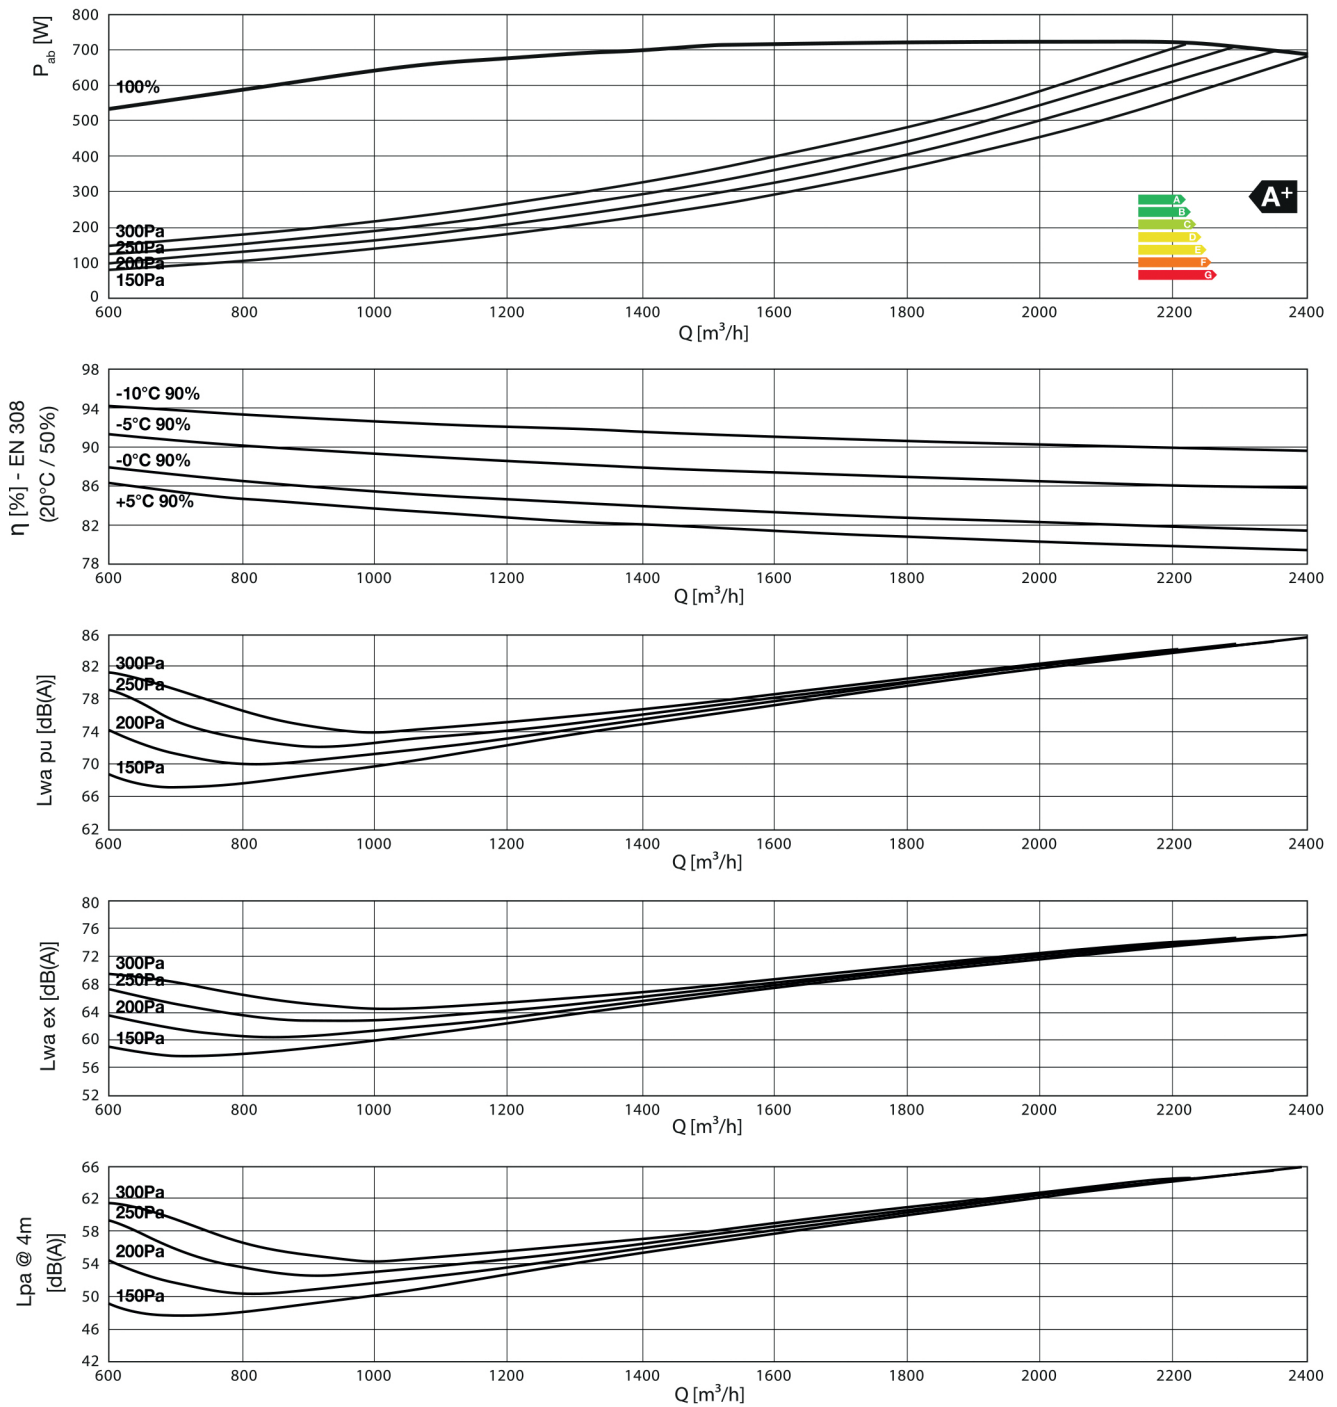 P ab [W]
800
700
600
500
400
300
200
100
0
100%
300Pa
250Pa
200Pa
150Pa
A+
A
B
C
D
E
F
G
600 800 1000 1200 1400 1600 1800 2000 2200 2400
Q [m³/h]
η [%] - EN 308
(20°C / 50%)
98
94
90
86
82
78
-10°C 90%
-5°C 90%
-0°C 90%
+5°C 90%
600 800 1000 1200 1400 1600 1800 2000 2200 2400
Q [m³/h]
Lwa pu [dB(A)]
86
82
78
74
70
66
62
300Pa
250Pa
200Pa
150Pa
600 800 1000 1200 1400 1600 1800 2000 2200 2400
Q [m³/h]
Lwa ex [dB(A)]
80
76
72
68
64
60
56
52
300Pa
250Pa
200Pa
150Pa
600 800 1000 1200 1400 1600 1800 2000 2200 2400
Q [m³/h]
Lpa @ 4m
[dB(A)]
66
62
58
54
50
46
42
300Pa
250Pa
200Pa
150Pa
600 800 1000 1200 1400 1600 1800 2000 2200 2400
Q [m³/h]